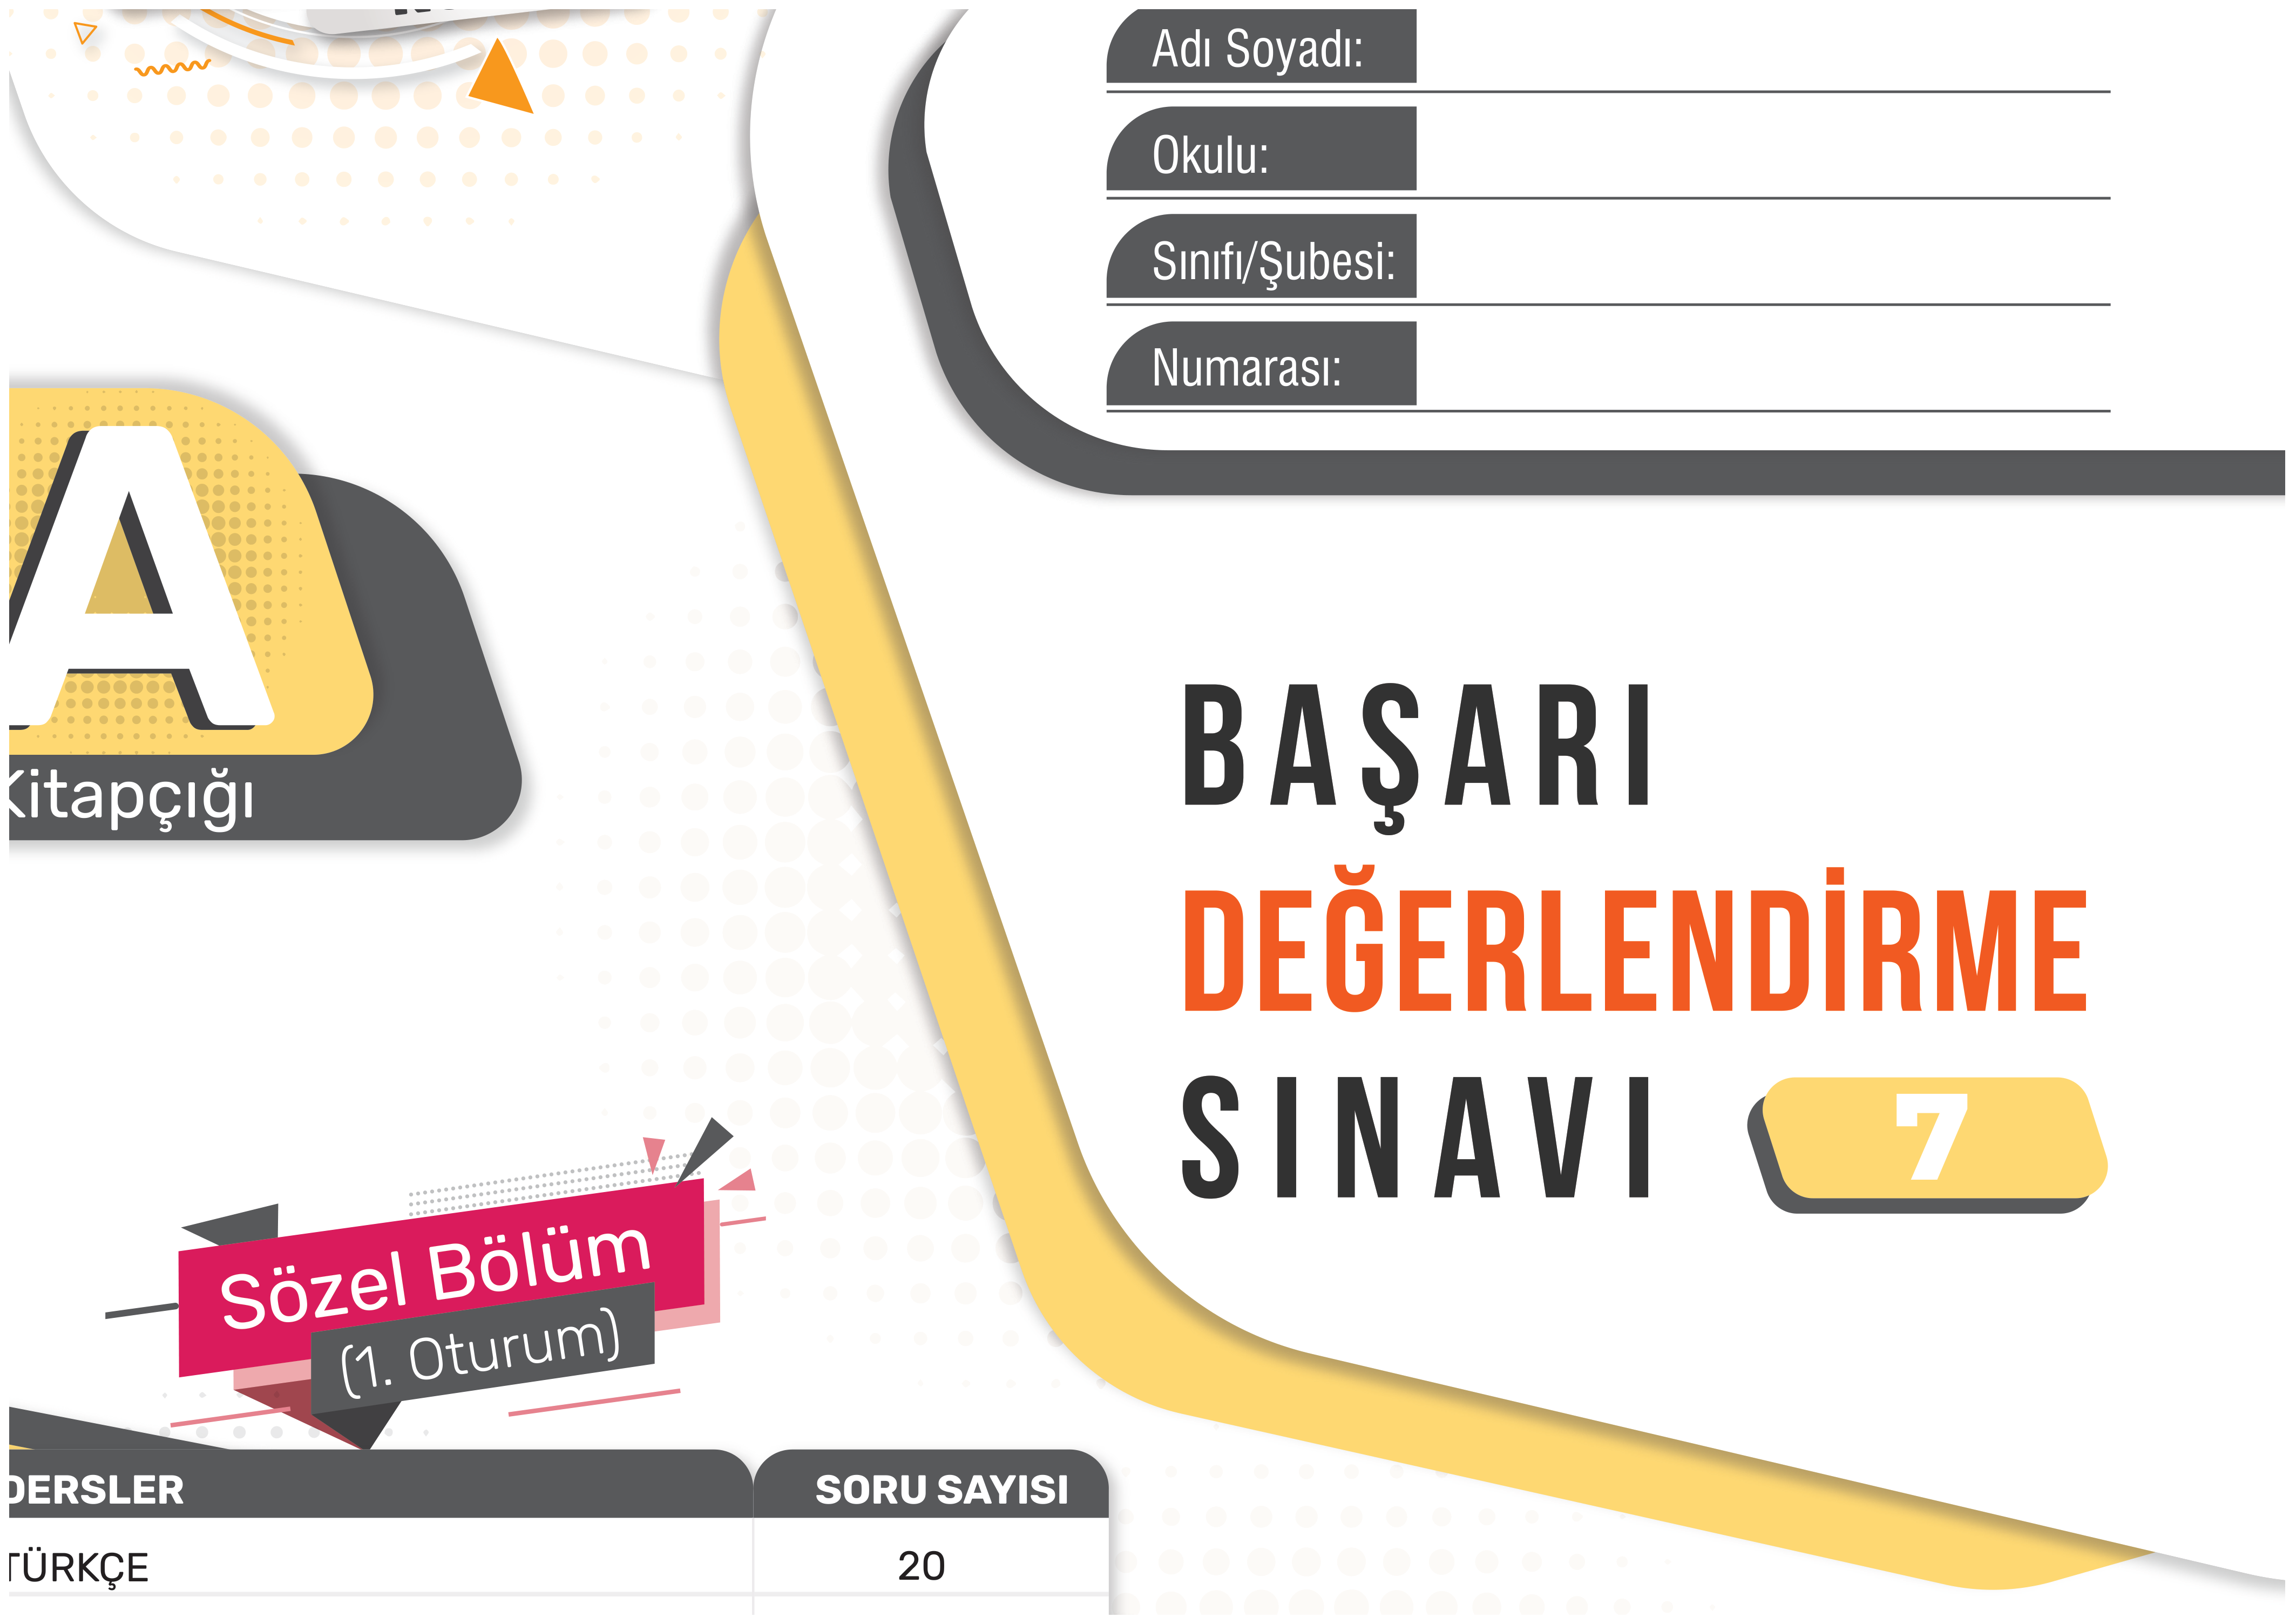 Adı Soyadı:
Okulu:
Sınıfı/Şubesi:
Numarası:
A
Kitapçığı
BAŞARI
DEĞERLENDİRME
SINAVI 7
Sözel Bölüm
(1. Oturum)
DERSLER SORU SAYISI
TÜRKÇE 20